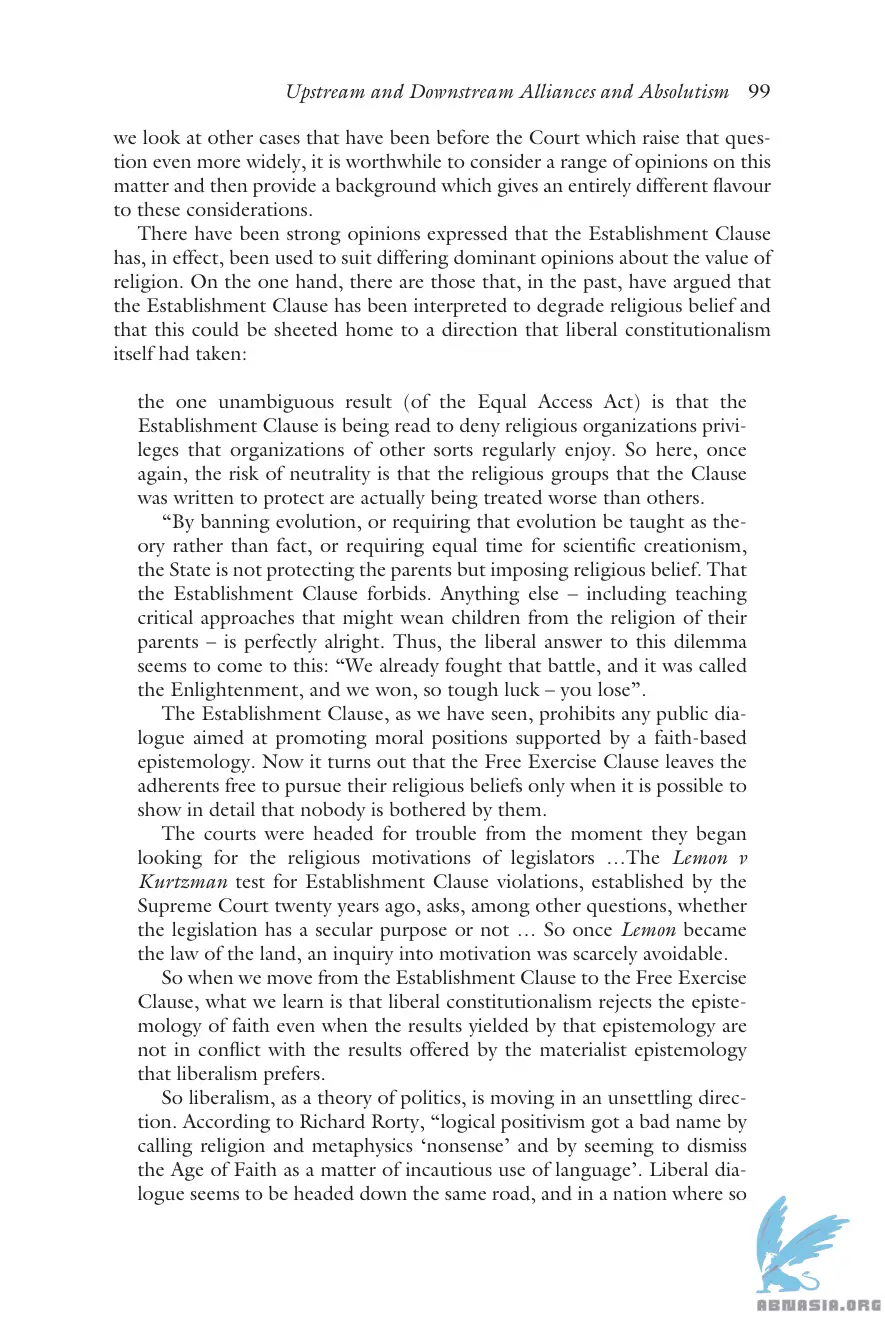 Upstream and Downstream Alliances and Absolutism 99
we look at other cases that have been before the Court which raise that ques-
tion even more widely, it is worthwhile to consider a range of opinions on this
matter and then provide a background which gives an entirely different flavour
to these considerations.
There have been strong opinions expressed that the Establishment Clause
has, in effect, been used to suit differing dominant opinions about the value of
religion. On the one hand, there are those that, in the past, have argued that
the Establishment Clause has been interpreted to degrade religious belief and
that this could be sheeted home to a direction that liberal constitutionalism
itself had taken:
the one unambiguous result (of the Equal Access Act) is that the
Establishment Clause is being read to deny religious organizations privi-
leges that organizations of other sorts regularly enjoy. So here, once
again, the risk of neutrality is that the religious groups that the Clause
was written to protect are actually being treated worse than others.
“By banning evolution, or requiring that evolution be taught as the-
ory rather than fact, or requiring equal time for scientific creationism,
the State is not protecting the parents but imposing religious belief. That
the Establishment Clause forbids. Anything else – including teaching
critical approaches that might wean children from the religion of their
parents – is perfectly alright. Thus, the liberal answer to this dilemma
seems to come to this: “We already fought that battle, and it was called
the Enlightenment, and we won, so tough luck – you lose”.
The Establishment Clause, as we have seen, prohibits any public dia-
logue aimed at promoting moral positions supported by a faith-based
epistemology. Now it turns out that the Free Exercise Clause leaves the
adherents free to pursue their religious beliefs only when it is possible to
show in detail that nobody is bothered by them.
The courts were headed for trouble from the moment they began
looking for the religious motivations of legislators …The Lemon v
Kurtzman test for Establishment Clause violations, established by the
Supreme Court twenty years ago, asks, among other questions, whether
the legislation has a secular purpose or not … So once Lemon became
the law of the land, an inquiry into motivation was scarcely avoidable.
So when we move from the Establishment Clause to the Free Exercise
Clause, what we learn is that liberal constitutionalism rejects the episte-
mology of faith even when the results yielded by that epistemology are
not in conflict with the results offered by the materialist epistemology
that liberalism prefers.
So liberalism, as a theory of politics, is moving in an unsettling direc-
tion. According to Richard Rorty, “logical positivism got a bad name by
calling religion and metaphysics ‘nonsense’ and by seeming to dismiss
the Age of Faith as a matter of incautious use of language’. Liberal dia-
logue seems to be headed down the same road, and in a nation where so
ABNASIA.ORG